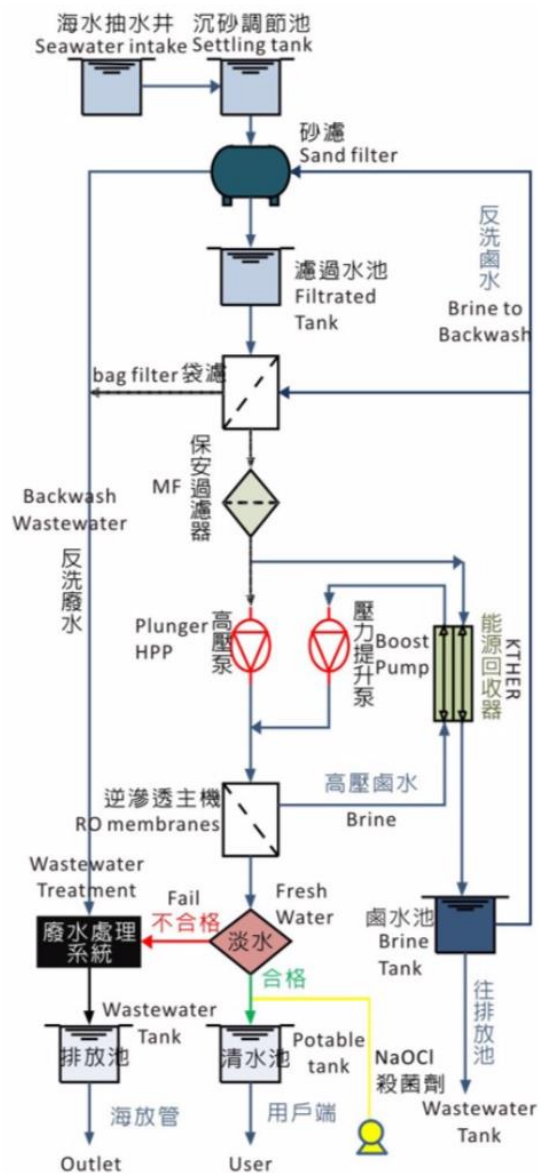 海水抽水井
Seawater intake
沉砂調節池
Settling tank
砂濾
Sand filter
反洗鹵水
Brine to
Backwash
濾過水池
Filtrated
Tank
bag filter 袋濾
保安過濾器
MF
Backwash
Wastewater
反洗廢水
Plunger
HPP
高壓泵
壓力提升泵
Boost
Pump
KTHER
能源回收器
逆滲透主機
RO membranes
高壓鹵水
Brine
Wastewater
Treatment
Fail
不合格
Fresh
Water
廢水處理
系統
淡水
鹵水池
Brine
Tank
合格
Wastewater
Tank
排放池
清水池
Potable
tank
NaOCl
殺菌劑
往排放池
Wastewater
Tank
海放管
Outlet
用戶端
User